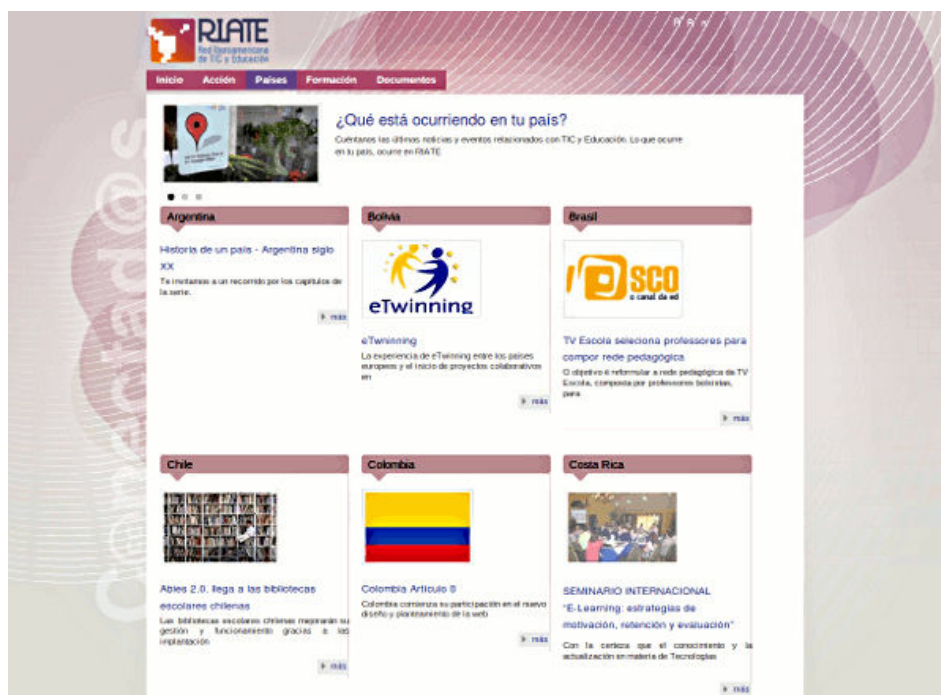 RIATE
Red Iberoamericana
de TIC y Educación
Inicio Acción Países Formación Documentos
¿Qué está ocurriendo en tu país?
Cuéntanos las últimas noticias y eventos relacionados con TIC y Educación. Lo que ocurre
en tu país, ocurre en RIATE
Conectad@s
Argentina
Historia de un país - Argentina siglo
XX
Te invitamos a un recorrido por los capítulos de
la serie.
más
Bolivia
eTwinning
eTwninning
La experiencia de eTwinning entre los países
europeos y el inicio de proyectos colaborativos
en
más
Brasil
esco
o canal da ed
TV Escola seleciona professores para
compor rede pedagógica
O objetivo é reformular a rede pedagógica da TV
Escola, composta por professores bolsistas,
para
más
Chile
Abies 2.0. llega a las bibliotecas
escolares chilenas
Las bibliotecas escolares chilenas mejorarán su
gestión y funcionamiento gracias a las
implantación
más
Colombia
Colombia Artículo 0
Colombia comienza su participación en el nuevo
diseño y planteamiento de la web
más
Costa Rica
SEMINARIO INTERNACIONAL
"E-Learning: estrategias de
motivación, retención y evaluación"
Con la certeza que el conocimiento y la
actualización en materia de Tecnologías
más